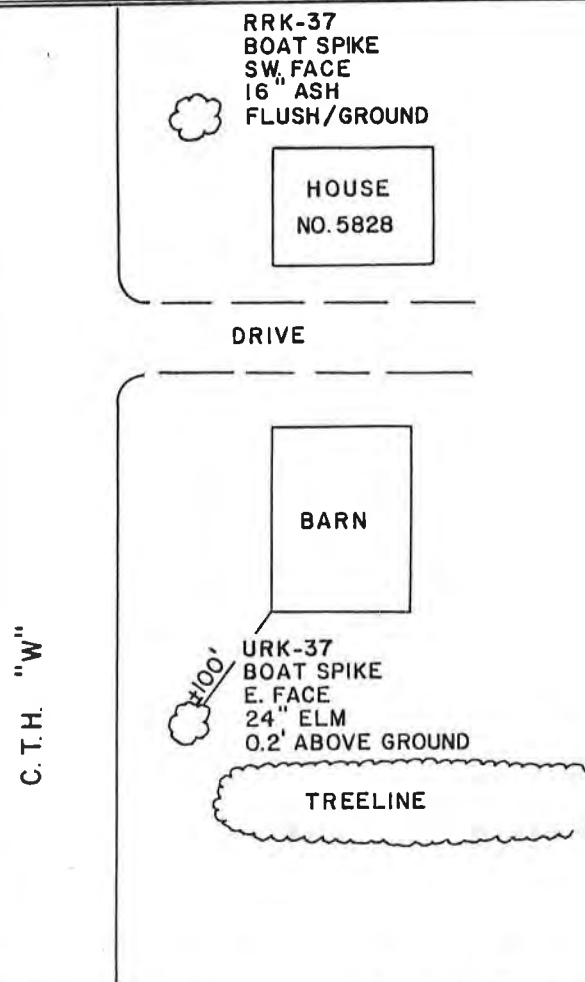 RRK-37
BOAT SPIKE
SW. FACE
16" ASH
FLUSH/GROUND
HOUSE
NO. 5828
DRIVE
BARN
C.T.H. "W"
±100'
URK-37
BOAT SPIKE
E. FACE
24" ELM
0.2' ABOVE GROUND
TREELINE